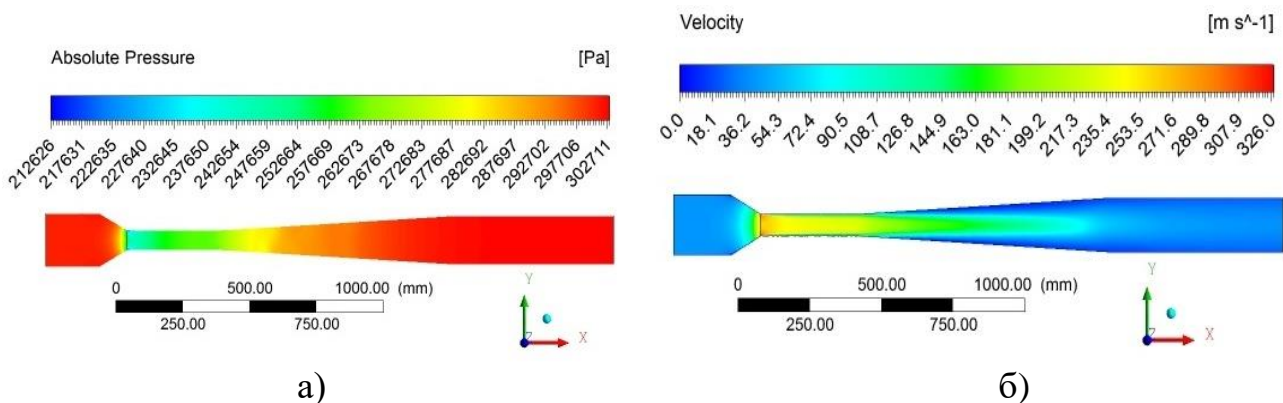 Absolute Pressure [Pa]
212626 217631 222635 227640 232645 237650 242654 247659 252664 257669 262673 267678 272683 277687 282692 287697 292702 297706 302711
0 500.00 1000.00 (mm)
250.00 750.00
Y
Z X
а)
Velocity [m s^-1]
0.0 18.1 36.2 54.3 72.4 90.5 108.7 126.8 144.9 163.0 181.1 199.2 217.3 235.4 253.5 271.6 289.8 307.9 326.0
0 500.00 1000.00 (mm)
250.00 750.00
Y
Z X
б)